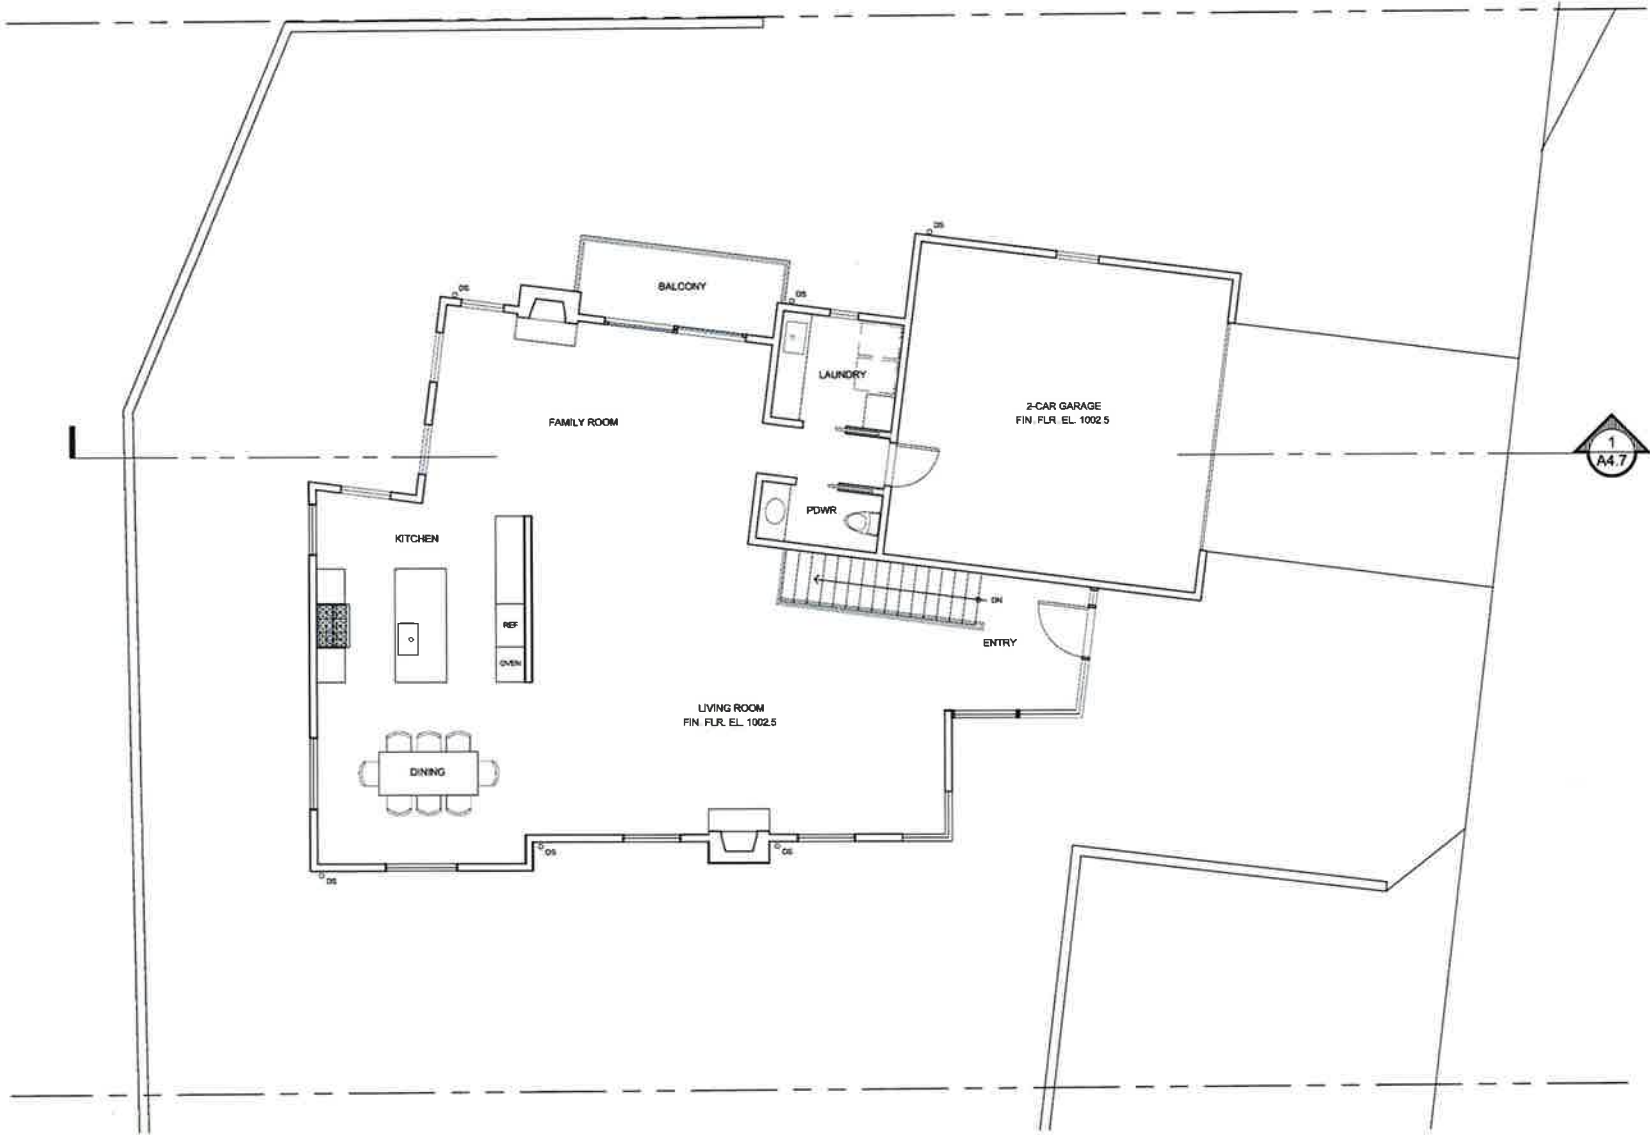 DS
BALCONY
DS
DS
LAUNDRY
2-CAR GARAGE
FIN. FLR. EL. 1002.5
FAMILY ROOM
1
A4.7
PDWR
KITCHEN
DN
REF
ENTRY
OVEN
LIVING ROOM
FIN. FLR. EL. 1002.5
DINING
DS
DS
DS